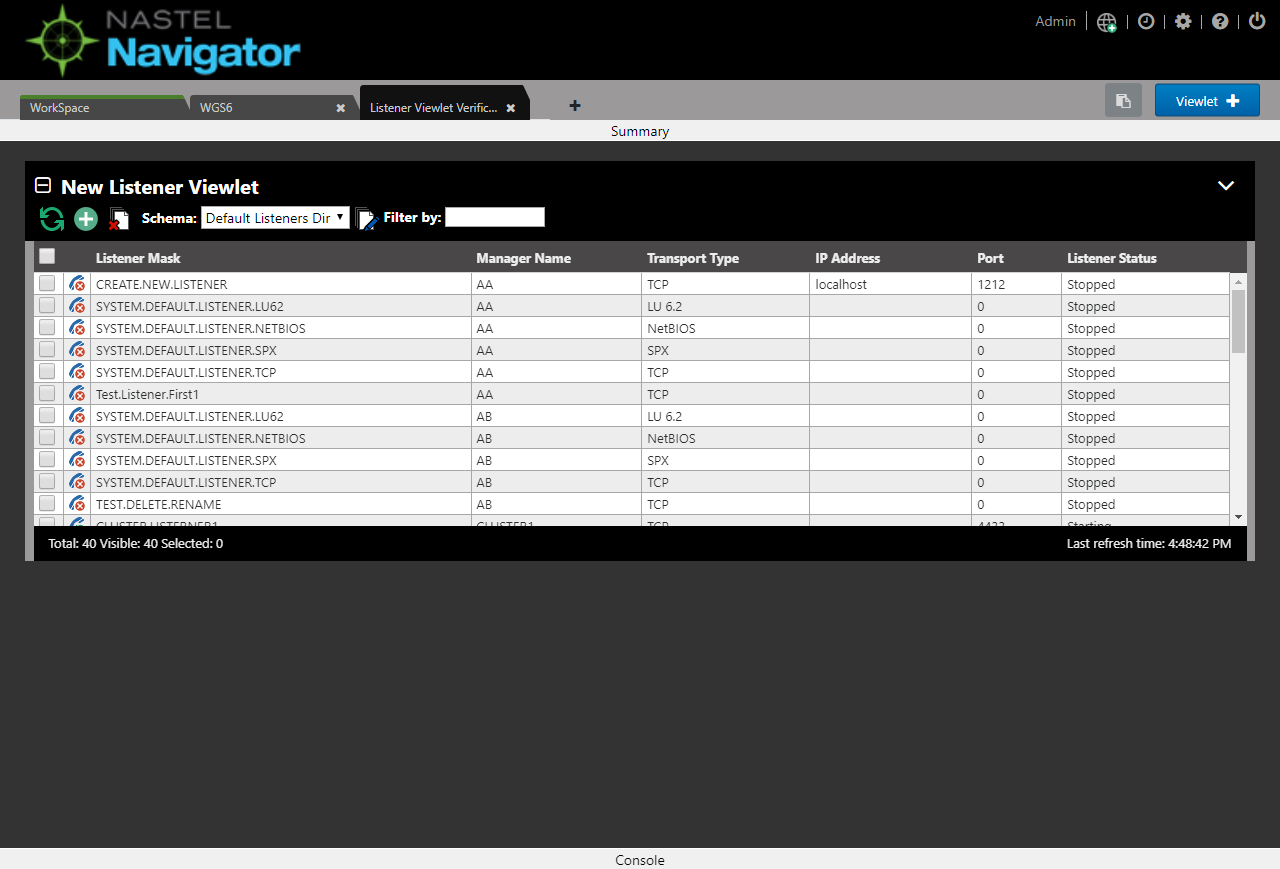 NASTEL
Navigator
Admin
WorkSpace WGS6 Listener Viewlet Verific... Viewlet
Summary
New Listener Viewlet
Schema: Default Listeners Dir Filter by:
Listener Mask Manager Name Transport Type IP Address Port Listener Status
CREATE.NEW.LISTENER AA TCP localhost 1212 Stopped
SYSTEM.DEFAULT.LISTENER.LU62 AA LU 6.2 0 Stopped
SYSTEM.DEFAULT.LISTENER.NETBIOS AA NetBIOS 0 Stopped
SYSTEM.DEFAULT.LISTENER.SPX AA SPX 0 Stopped
SYSTEM.DEFAULT.LISTENER.TCP AA TCP 0 Stopped
Test.Listener.First1 AA TCP 0 Stopped
SYSTEM.DEFAULT.LISTENER.LU62 AB LU 6.2 0 Stopped
SYSTEM.DEFAULT.LISTENER.NETBIOS AB NetBIOS 0 Stopped
SYSTEM.DEFAULT.LISTENER.SPX AB SPX 0 Stopped
SYSTEM.DEFAULT.LISTENER.TCP AB TCP 0 Stopped
TEST.DELETE.RENAME AB TCP 0 Stopped
CLUSTER.LISTERNER1 CLUSTER1 TCP Starting
Total: 40 Visible: 40 Selected: 0 Last refresh time: 4:48:42 PM
Console